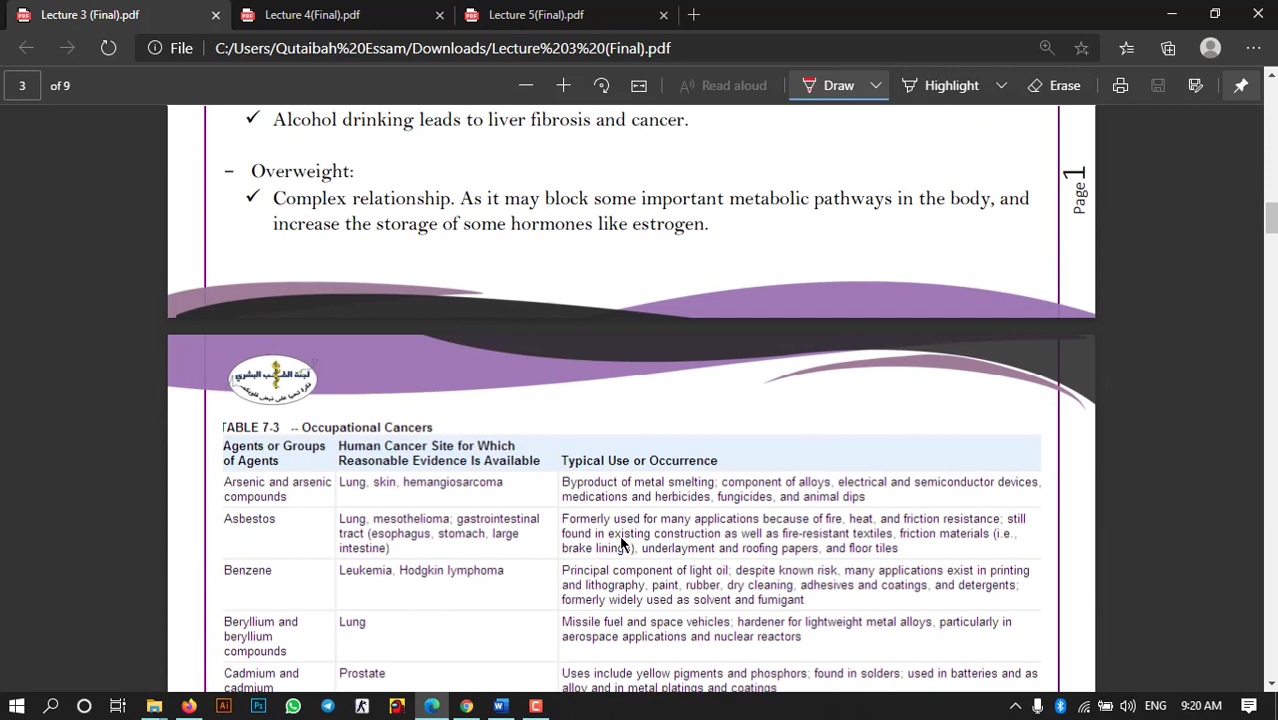 Lecture 3 (Final).pdf
Lecture 4(Final).pdf
Lecture 5(Final).pdf
File
C:/Users/Qutaibah%20Essam/Downloads/Lecture%203%20(Final).pdf
3 of 9
Read aloud
Draw
Highlight
Erase
✓ Alcohol drinking leads to liver fibrosis and cancer.
– Overweight:
✓ Complex relationship. As it may block some important metabolic pathways in the body, and
increase the storage of some hormones like estrogen.
Page 1
لجنة الطب البشري
TABLE 7-3 -- Occupational Cancers
Agents or Groups of Agents
Human Cancer Site for Which Reasonable Evidence Is Available
Typical Use or Occurrence
Arsenic and arsenic
compounds
Lung, skin, hemangiosarcoma
Byproduct of metal smelting; component of alloys, electrical and semiconductor devices,
medications and herbicides, fungicides, and animal dips
Asbestos
Lung, mesothelioma; gastrointestinal
tract (esophagus, stomach, large
intestine)
Formerly used for many applications because of fire, heat, and friction resistance; still
found in existing construction as well as fire-resistant textiles, friction materials (i.e.,
brake linings), underlayment and roofing papers, and floor tiles
Benzene
Leukemia, Hodgkin lymphoma
Principal component of light oil; despite known risk, many applications exist in printing
and lithography, paint, rubber, dry cleaning, adhesives and coatings, and detergents;
formerly widely used as solvent and fumigant
Beryllium and
beryllium
compounds
Lung
Missile fuel and space vehicles; hardener for lightweight metal alloys, particularly in
aerospace applications and nuclear reactors
Cadmium and
cadmium
Prostate
Uses include yellow pigments and phosphors; found in solders; used in batteries and as
alloy and in metal platings and coatings
ENG
9:20 AM